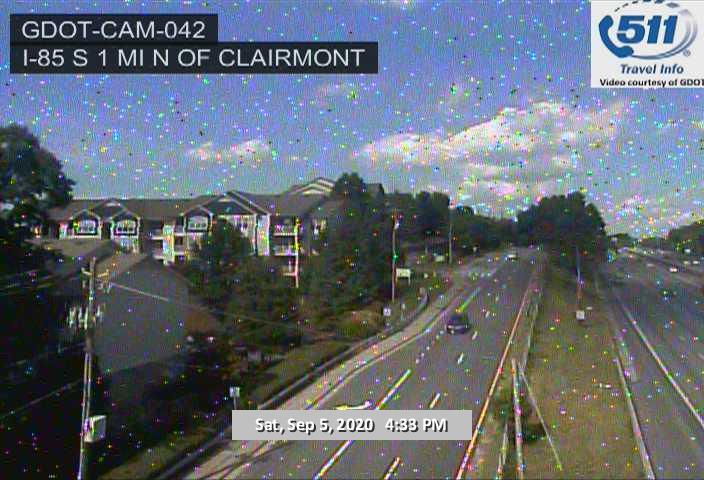 GDOT-CAM-042
I-85 S 1 MI N OF CLAIRMONT
511
Travel Info
Video courtesy of GDOT
Sat, Sep 5, 2020 4:33 PM